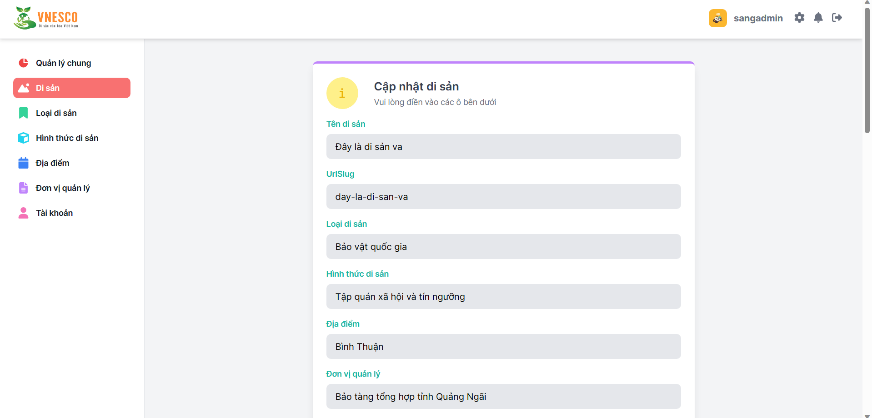 VNESCO
sangadmin
Quản lý chung
Di sản
Loại di sản
Hình thức di sản
Địa điểm
Đơn vị quản lý
Tài khoản
i
Cập nhật di sản
Vui lòng điền vào các ô bên dưới
Tên di sản
Đây là di sản va
UrlSlug
day-la-di-san-va
Loại di sản
Bảo vật quốc gia
Hình thức di sản
Tập quán xã hội và tín ngưỡng
Địa điểm
Bình Thuận
Đơn vị quản lý
Bảo tàng tổng hợp tỉnh Quảng Ngãi